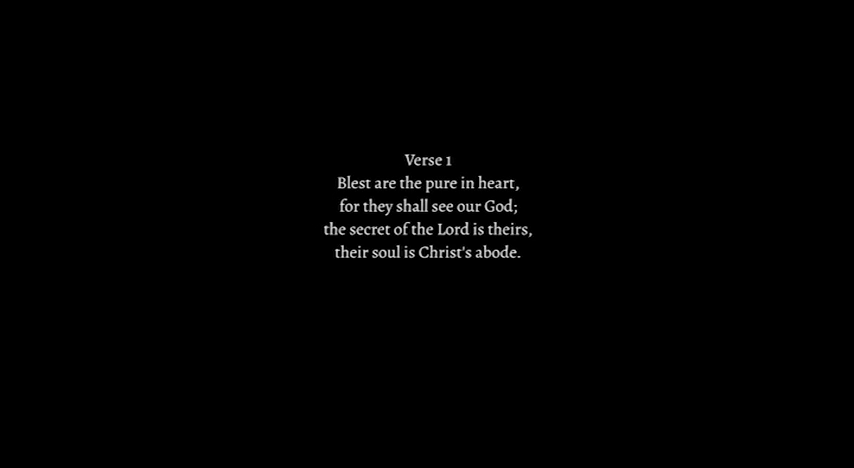 Verse 1
Blest are the pure in heart,
for they shall see our God;
the secret of the Lord is theirs,
their soul is Christ's abode.